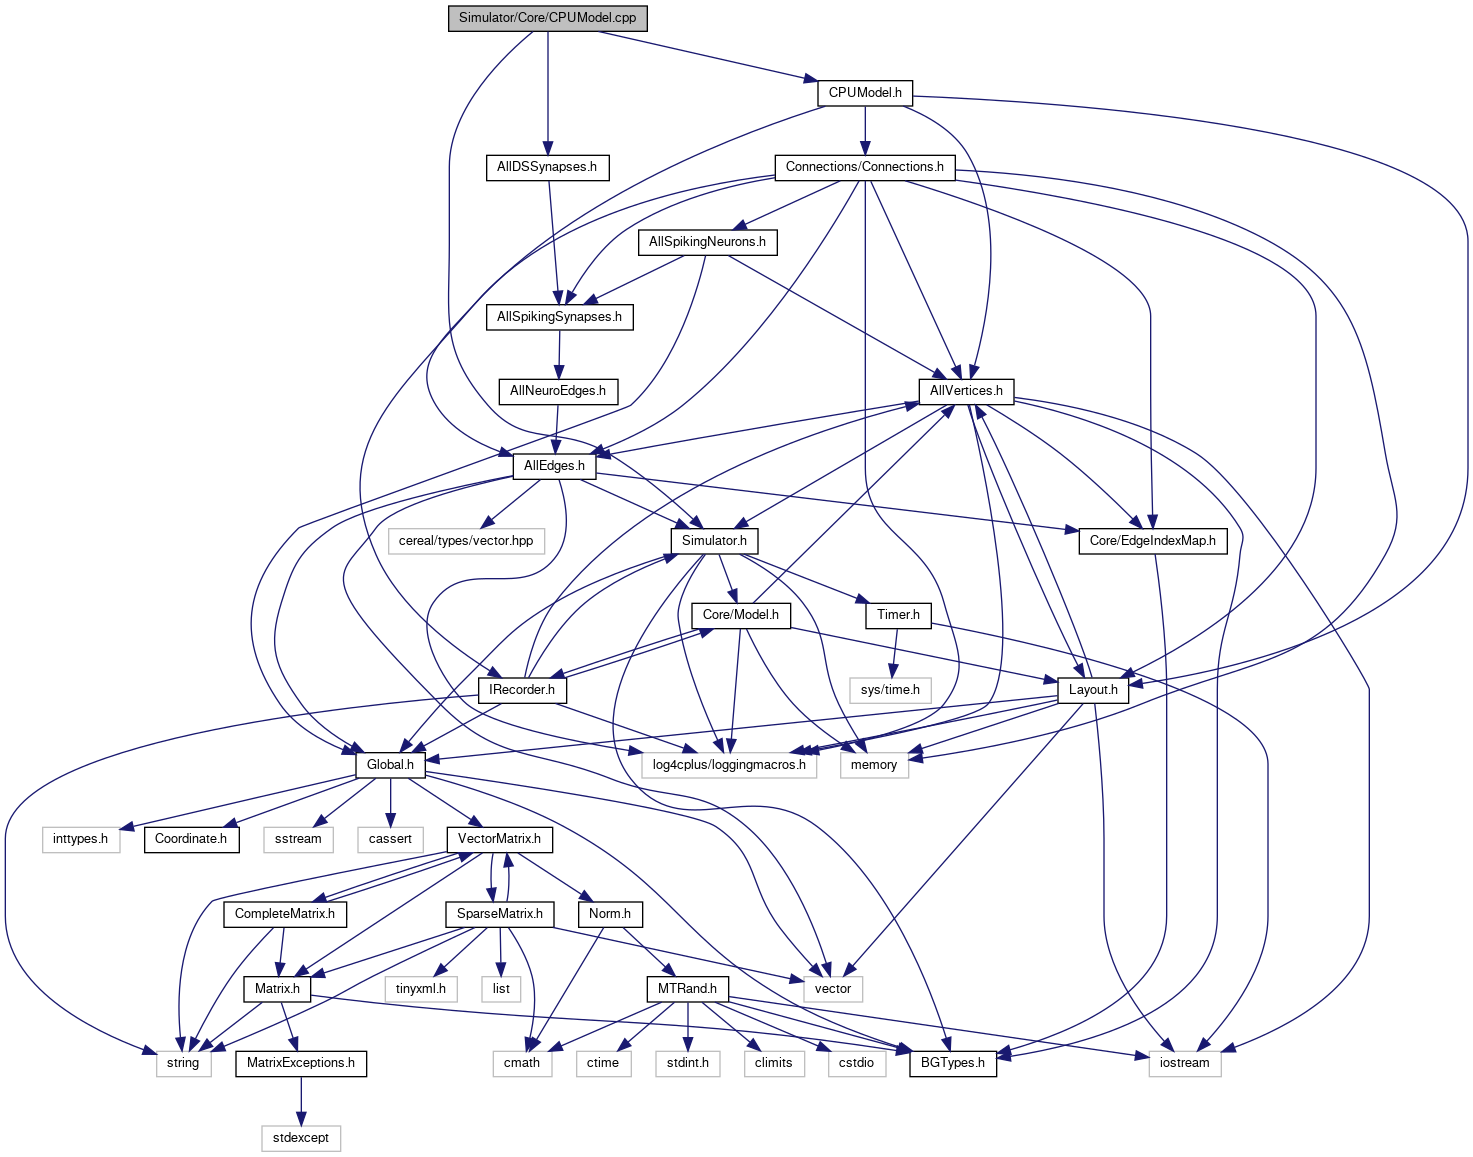 Simulator/Core/CPUModel.cpp
CPUModel.h
AllDSSynapses.h
Connections/Connections.h
AllSpikingNeurons.h
AllSpikingSynapses.h
AllNeuroEdges.h
AllVertices.h
AllEdges.h
cereal/types/vector.hpp
Simulator.h
Core/EdgeIndexMap.h
Core/Model.h
Timer.h
IRecorder.h
sys/time.h
Layout.h
Global.h
log4cplus/loggingmacros.h
memory
inttypes.h
Coordinate.h
sstream
cassert
VectorMatrix.h
CompleteMatrix.h
SparseMatrix.h
Norm.h
Matrix.h
tinyxml.h
list
MTRand.h
vector
string
MatrixExceptions.h
cmath
ctime
stdint.h
climits
cstdio
BGTypes.h
iostream
stdexcept